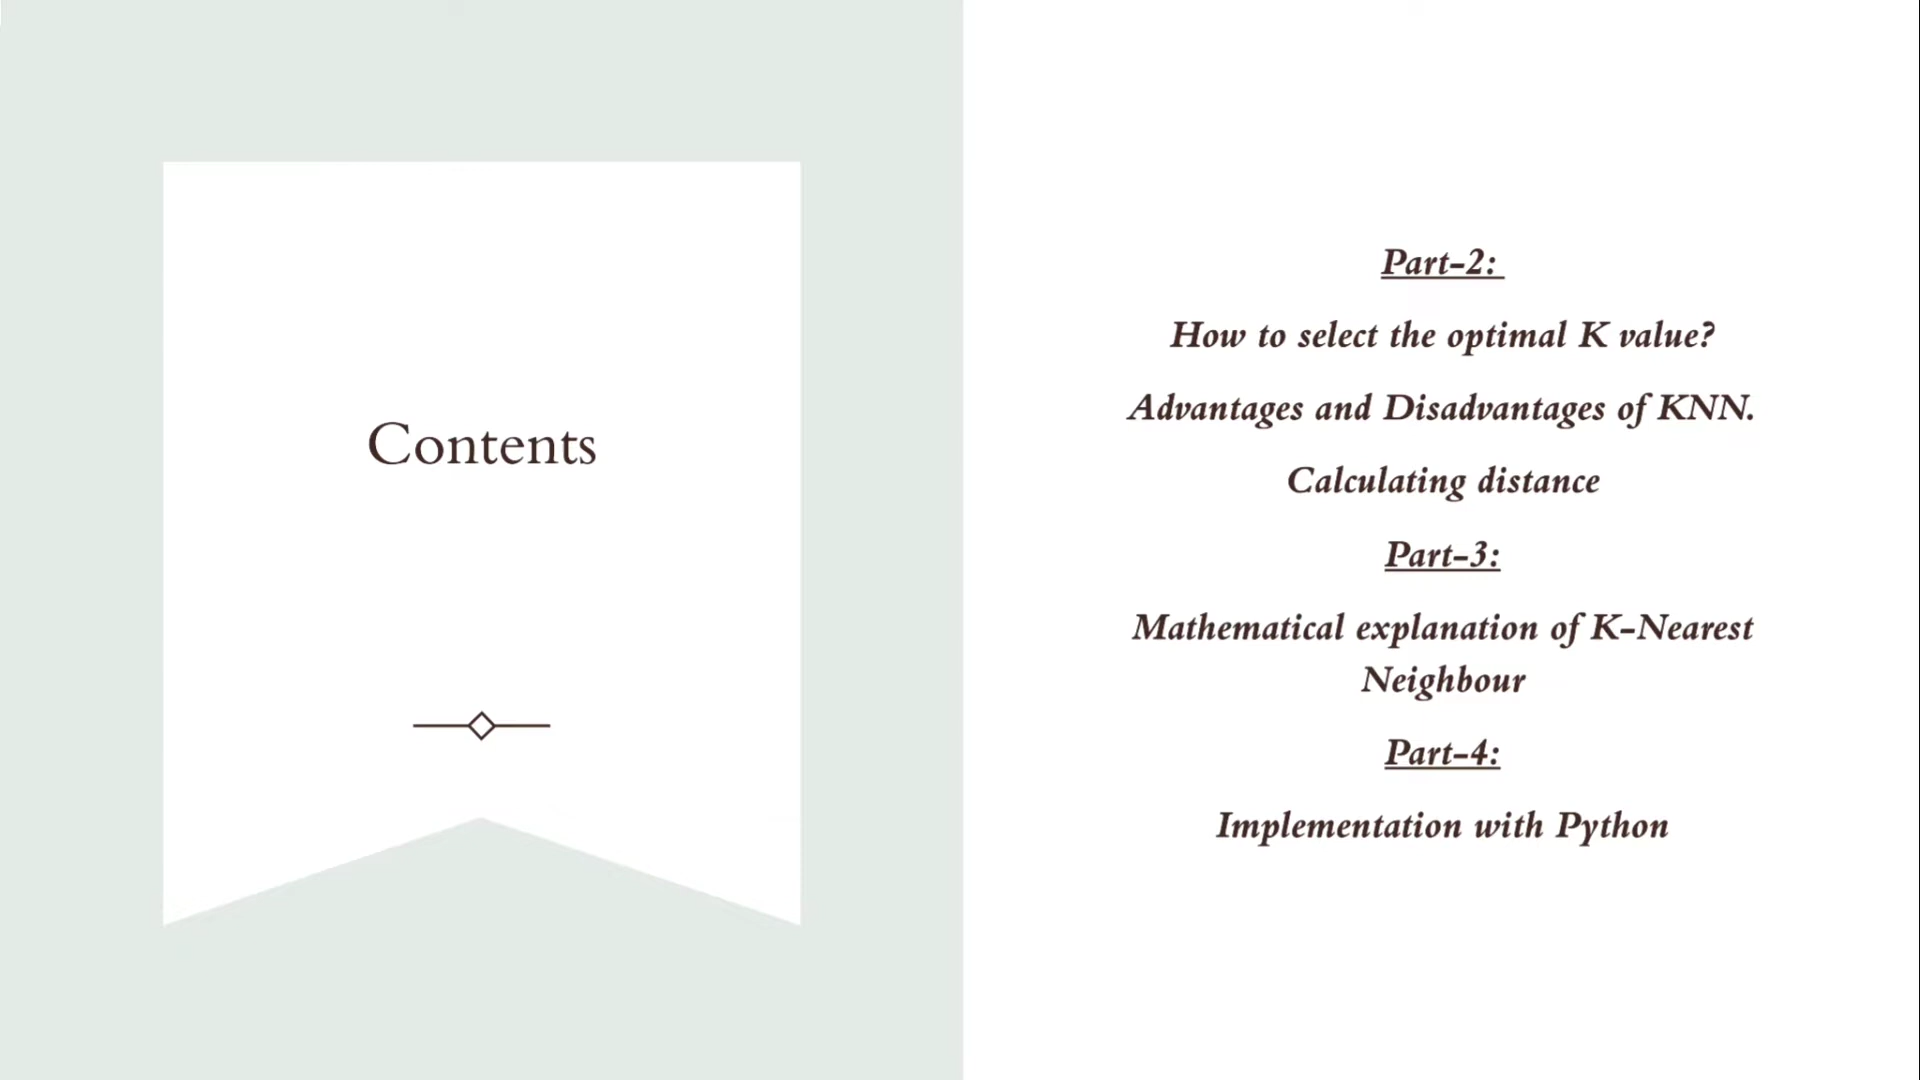 Contents
Part-2:
How to select the optimal K value?
Advantages and Disadvantages of KNN.
Calculating distance
Part-3:
Mathematical explanation of K-Nearest
Neighbour
Part-4:
Implementation with Python